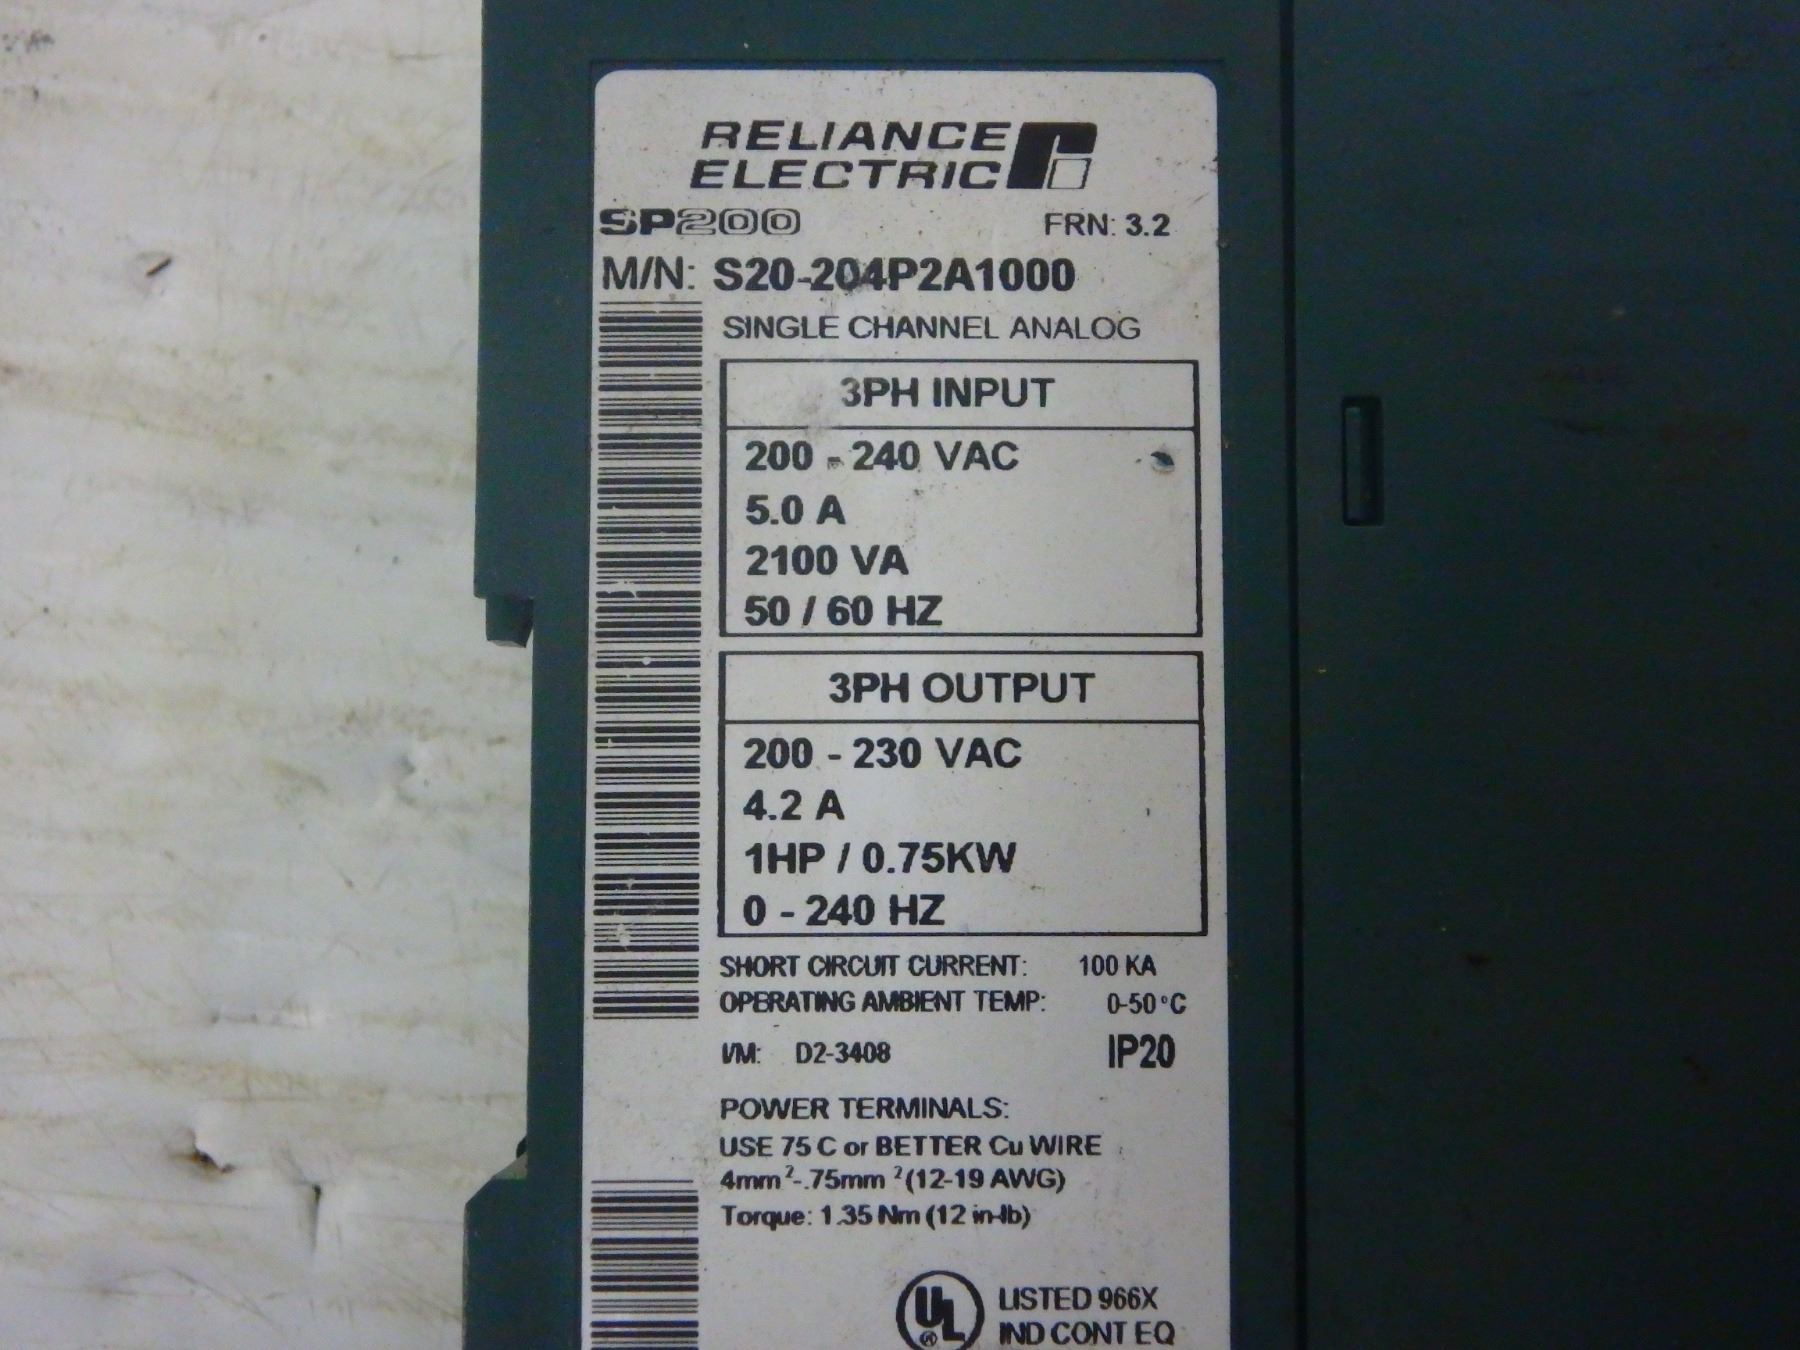 RELIANCE
ELECTRIC
SP200 FRN: 3.2
M/N: S20-204P2A1000
SINGLE CHANNEL ANALOG
3PH INPUT
200 - 240 VAC
5.0 A
2100 VA
50 / 60 HZ
3PH OUTPUT
200 - 230 VAC
4.2 A
1HP / 0.75KW
0 - 240 HZ
SHORT CIRCUIT CURRENT: 100 KA
OPERATING AMBIENT TEMP: 0-50°C
I/M: D2-3408 IP20
POWER TERMINALS:
USE 75 C or BETTER Cu WIRE
4mm²-.75mm² (12-19 AWG)
Torque: 1.35 Nm (12 in-lb)
UL ® LISTED 966X
IND CONT EQ